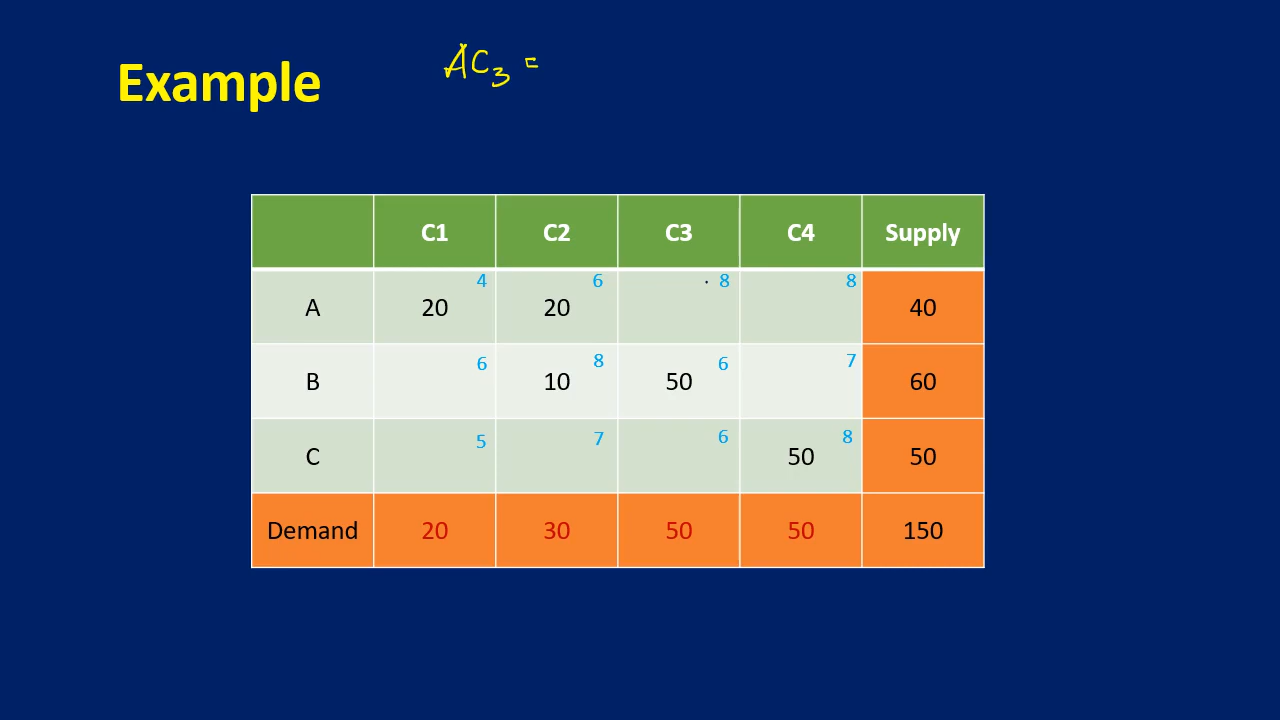 AC3 =
Example
C1 C2 C3 C4 Supply
4 6 8 8
A 20 20 40
6 8 6 7
B 10 50 60
5 7 6 8
C 50 50
Demand 20 30 50 50 150